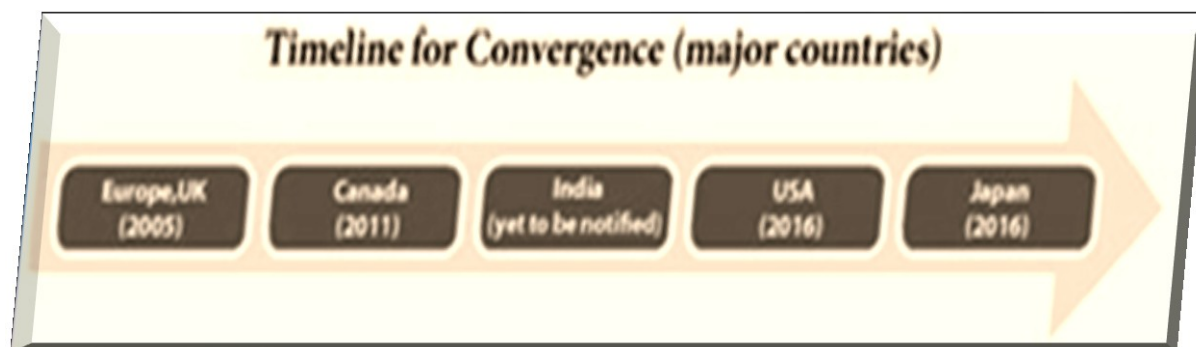 Timeline for Convergence (major countries)
Europe,UK
(2005)
Canada
(2011)
India
(yet to be notified)
USA
(2016)
Japan
(2016)